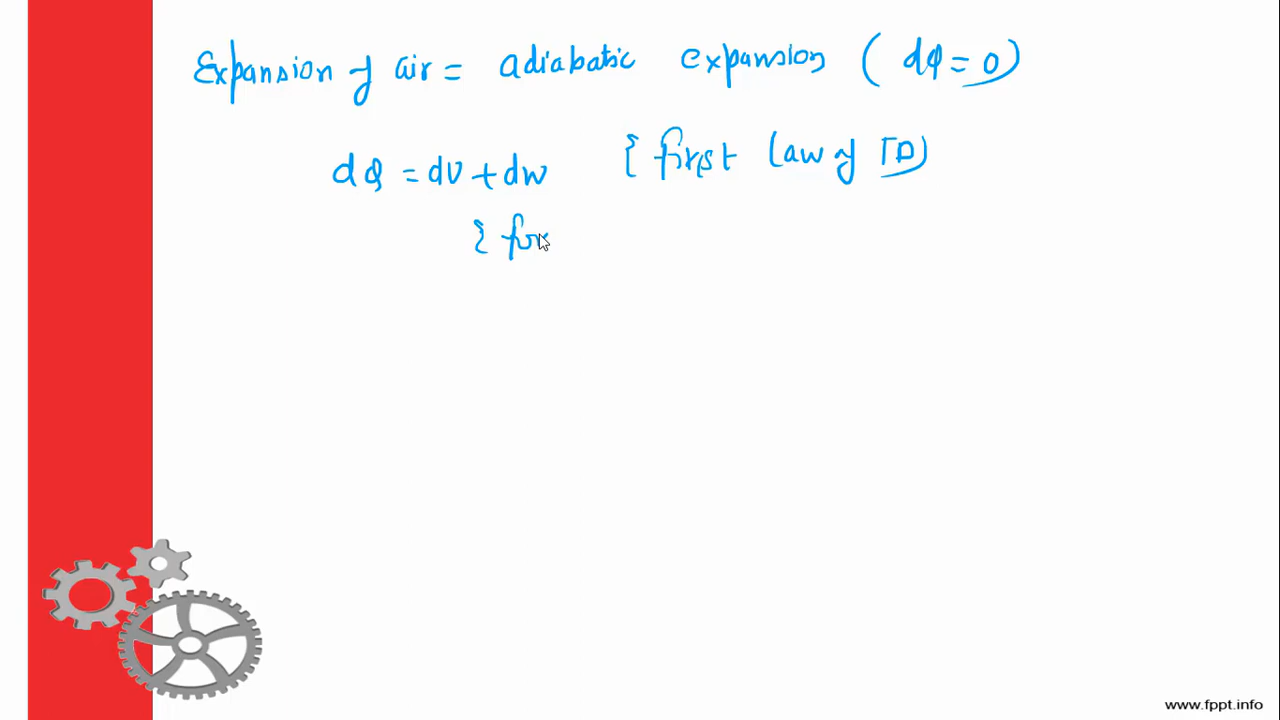 Expansion of air = adiabatic expansion ( dQ = 0 )
dQ = dU + dw { first law of TD )
{ for
www.fppt.info